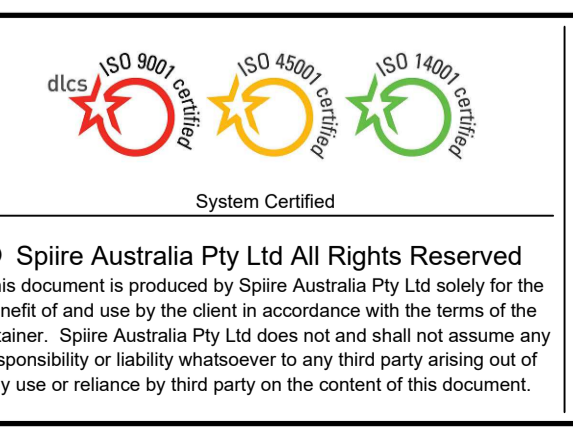 dlcs ISO 9001 certified ISO 45001 certified ISO 14001 certified
System Certified
Spiire Australia Pty Ltd All Rights Reserved
his document is produced by Spiire Australia Pty Ltd solely for the
nefit of and use by the client in accordance with the terms of the
tainer. Spiire Australia Pty Ltd does not and shall not assume any
sponsibility or liability whatsoever to any third party arising out of
y use or reliance by third party on the content of this document.